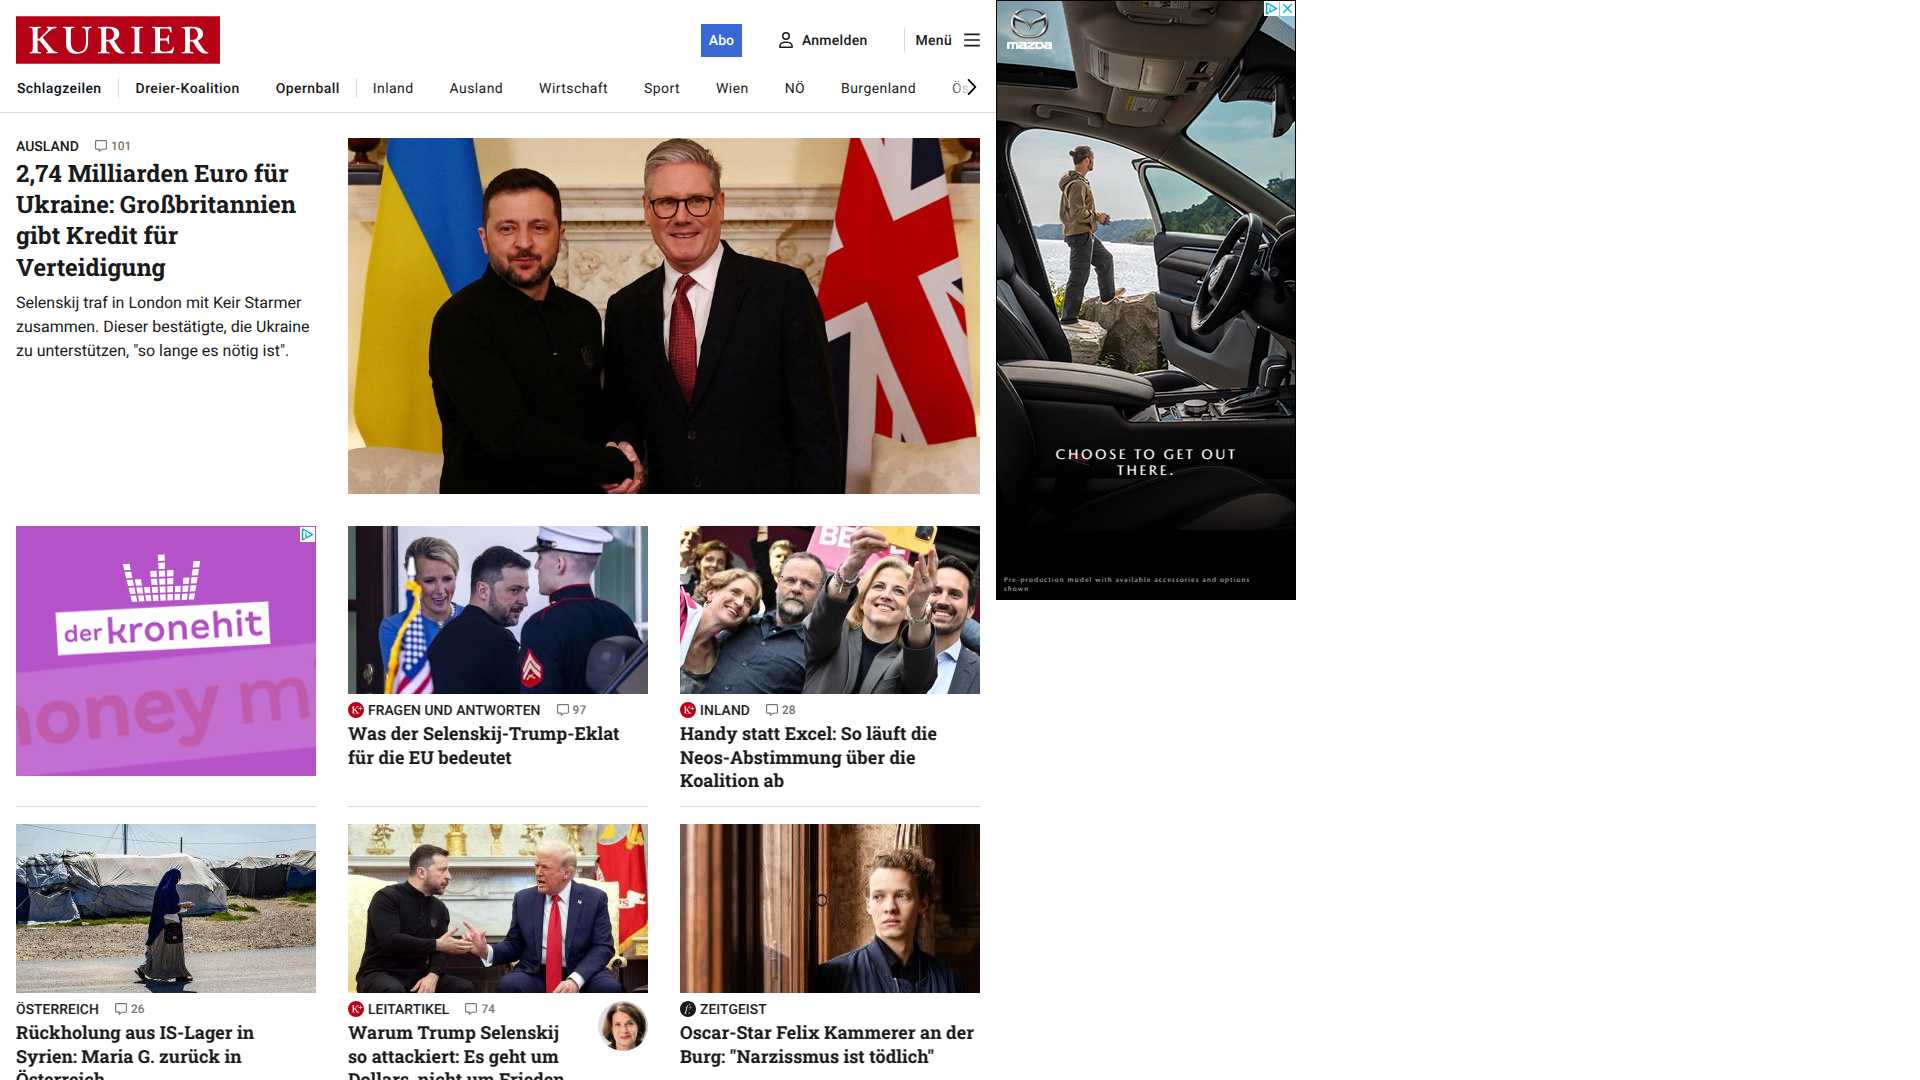 KURIER
Abo
Anmelden
Menü
Schlagzeilen
Dreier-Koalition
Opernball
Inland
Ausland
Wirtschaft
Sport
Wien
NÖ
Burgenland
AUSLAND 101
2,74 Milliarden Euro für
Ukraine: Großbritannien
gibt Kredit für
Verteidigung
Selenskij traf in London mit Keir Starmer
zusammen. Dieser bestätigte, die Ukraine
zu unterstützen, "so lange es nötig ist".
mazda
CHOOSE TO GET OUT
THERE.
Pre-production model with available accessories and options
shown
der kronehit
money m
K+ FRAGEN UND ANTWORTEN 97
Was der Selenskij-Trump-Eklat
für die EU bedeutet
K+ INLAND 28
Handy statt Excel: So läuft die
Neos-Abstimmung über die
Koalition ab
ÖSTERREICH 26
Rückholung aus IS-Lager in
Syrien: Maria G. zurück in
Österreich
K+ LEITARTIKEL 74
Warum Trump Selenskij
so attackiert: Es geht um
Dollars, nicht um Frieden
ZEITGEIST
Oscar-Star Felix Kammerer an der
Burg: "Narzissmus ist tödlich"